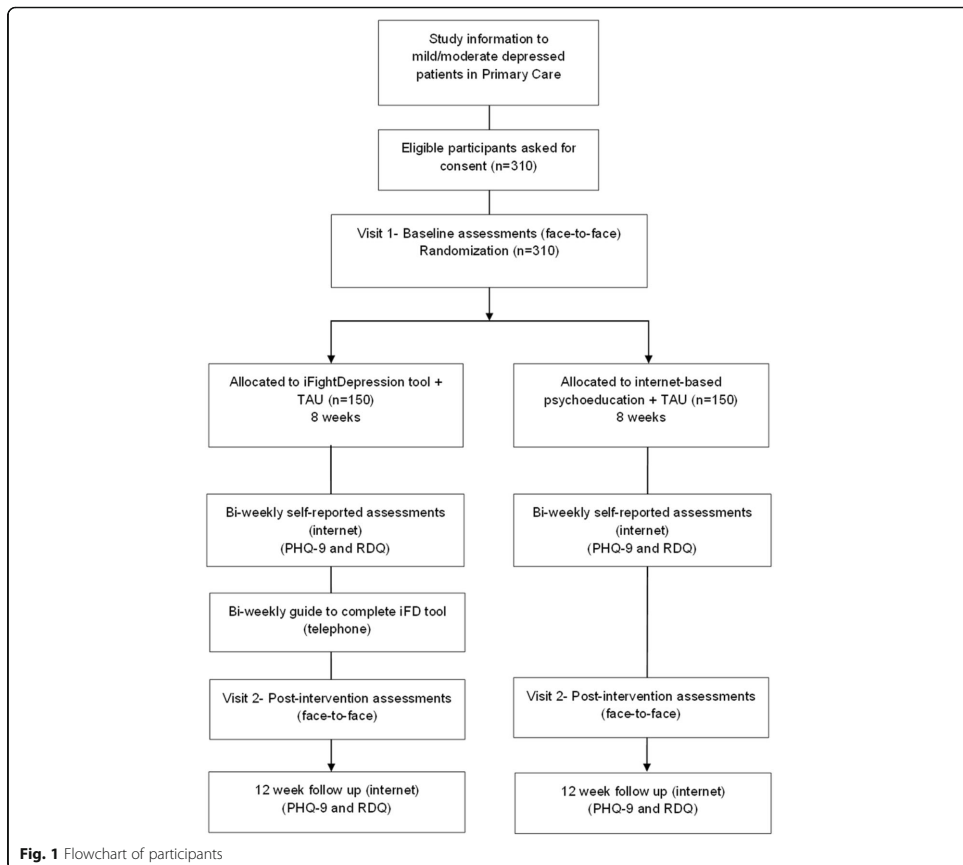 Study information to
mild/moderate depressed
patients in Primary Care
Eligible participants asked for
consent (n=310)
Visit 1- Baseline assessments (face-to-face)
Randomization (n=310)
Allocated to iFightDepression tool +
TAU (n=150)
8 weeks
Allocated to internet-based
psychoeducation + TAU (n=150)
8 weeks
Bi-weekly self-reported assessments
(internet)
(PHQ-9 and RDQ)
Bi-weekly self-reported assessments
(internet)
(PHQ-9 and RDQ)
Bi-weekly guide to complete iFD tool
(telephone)
Visit 2- Post-intervention assessments
(face-to-face)
Visit 2- Post-intervention assessments
(face-to-face)
12 week follow up (internet)
(PHQ-9 and RDQ)
12 week follow up (internet)
(PHQ-9 and RDQ)
Fig. 1 Flowchart of participants